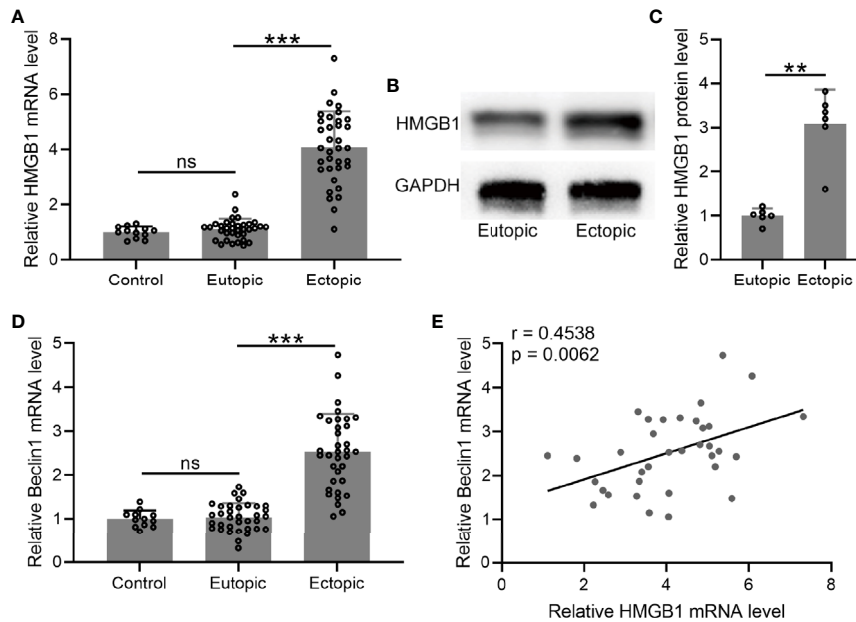 A
Relative HMGB1 mRNA level
8
6
4
2
0
ns
***
Control
Eutopic
Ectopic
B
HMGB1
GAPDH
Eutopic
Ectopic
C
Relative HMGB1 protein level
5
4
3
2
1
0
**
Eutopic
Ectopic
D
Relative Beclin1 mRNA level
5
4
3
2
1
0
ns
***
Control
Eutopic
Ectopic
E
r = 0.4538
p = 0.0062
Relative Beclin1 mRNA level
5
4
3
2
1
0
0
2
4
6
8
Relative HMGB1 mRNA level